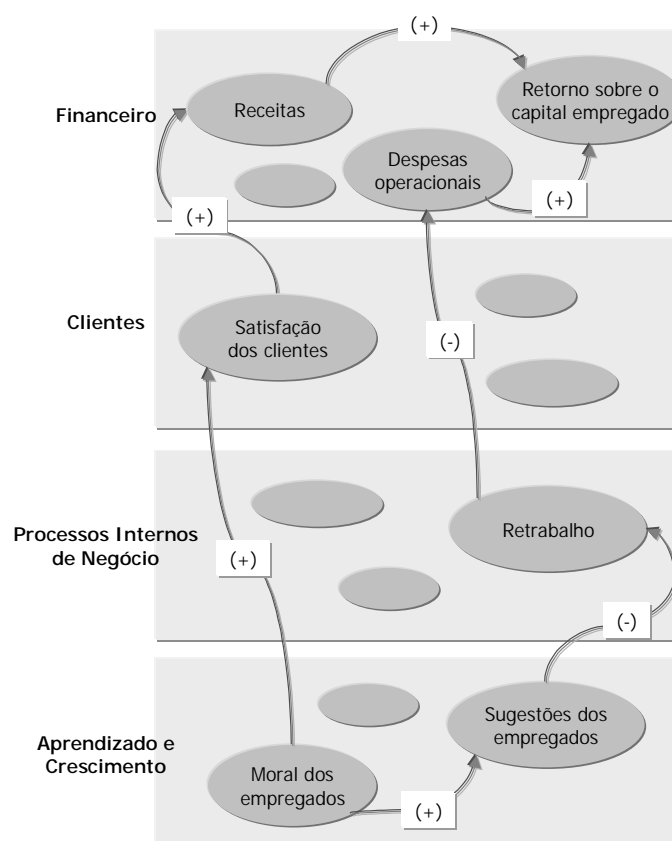 (+)
Financeiro
Receitas
Retorno sobre o
capital empregado
Despesas
operacionais
(+)
(+)
Clientes
Satisfação
dos clientes
(-)
Processos Internos
de Negócio
Retrabalho
(+)
(-)
Aprendizado e
Crescimento
Sugestões dos
empregados
Moral dos
empregados
(+)